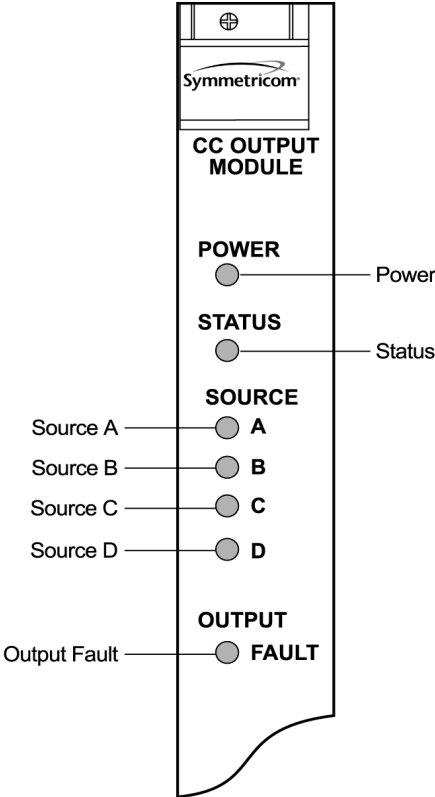 Symmetricom
CC OUTPUT
MODULE
POWER
Power
STATUS
Status
SOURCE
Source A
A
Source B
B
Source C
C
Source D
D
OUTPUT
Output Fault
FAULT